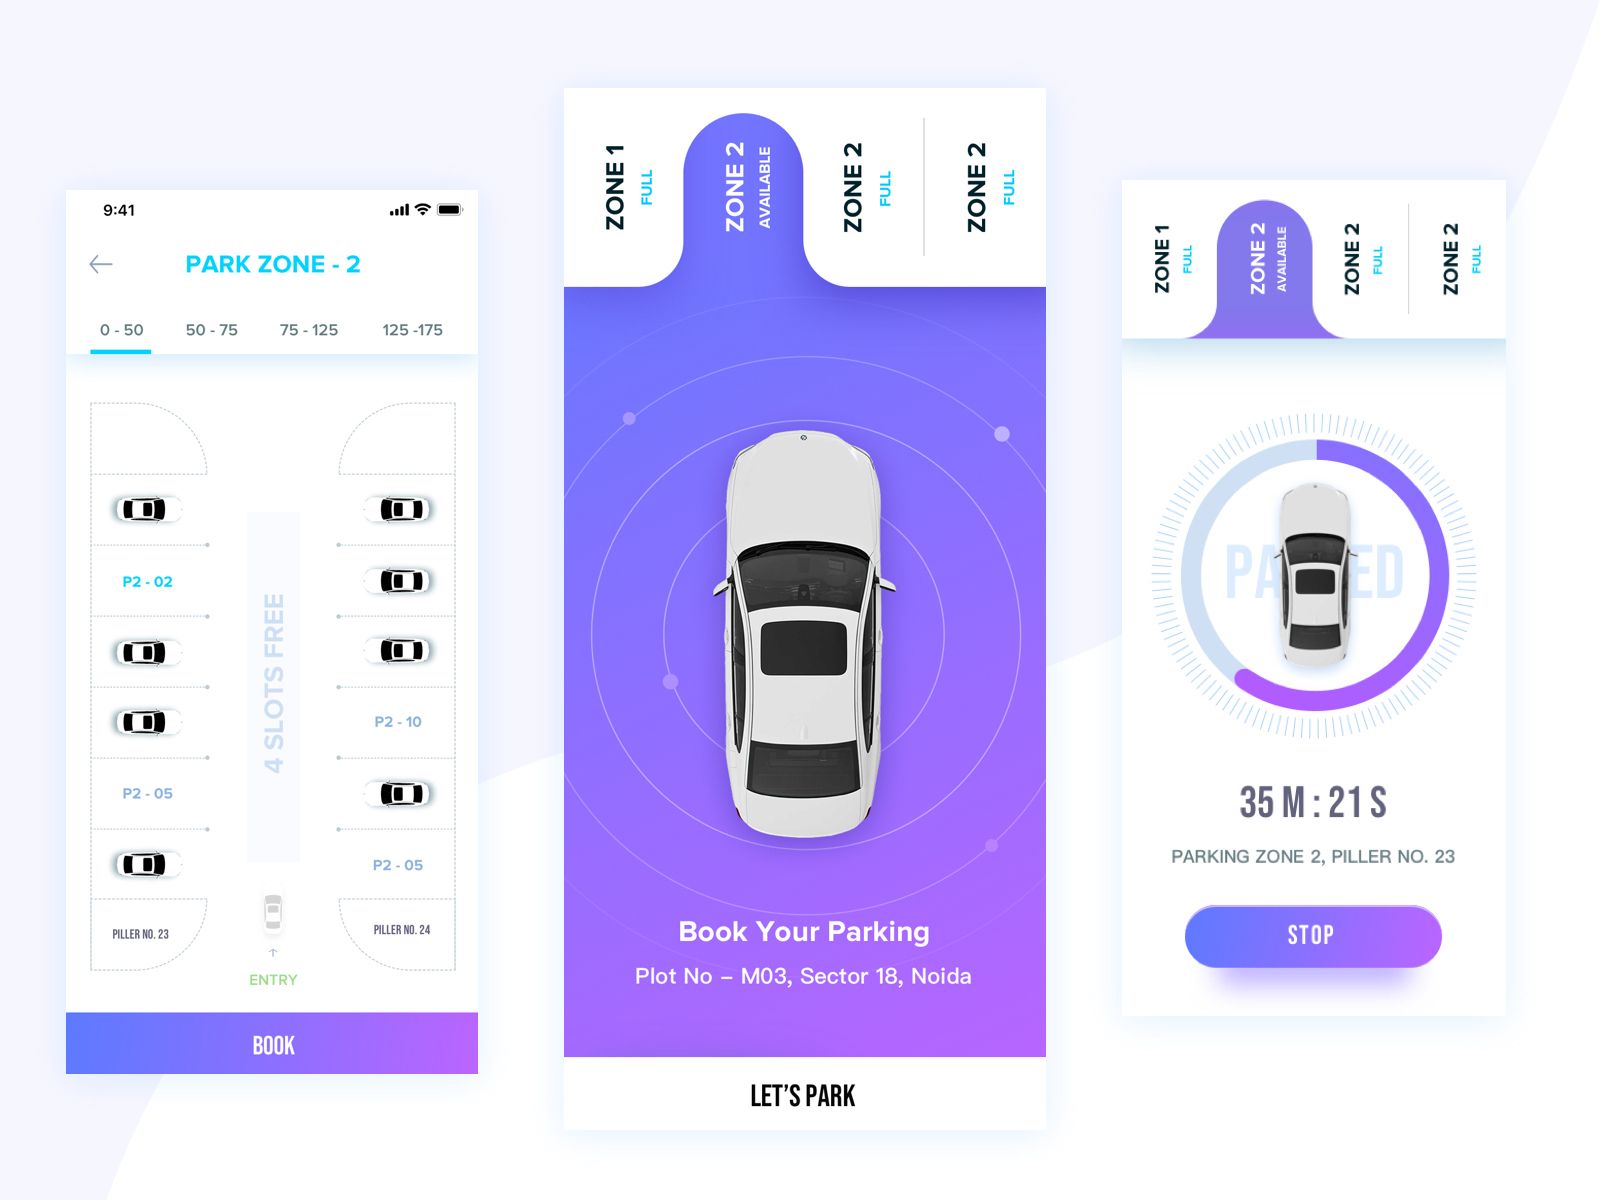 9:41
PARK ZONE - 2
0 - 50
50 - 75
75 - 125
125 -175
P2 - 02
P2 - 05
4 SLOTS FREE
P2 - 10
P2 - 05
PILLER NO. 23
PILLER NO. 24
ENTRY
BOOK
ZONE 1
FULL
ZONE 2
AVAILABLE
ZONE 2
FULL
ZONE 2
FULL
Book Your Parking
Plot No – M03, Sector 18, Noida
LET’S PARK
ZONE 1
FULL
ZONE 2
AVAILABLE
ZONE 2
FULL
ZONE 2
FULL
35 M : 21 S
PARKING ZONE 2, PILLER NO. 23
STOP